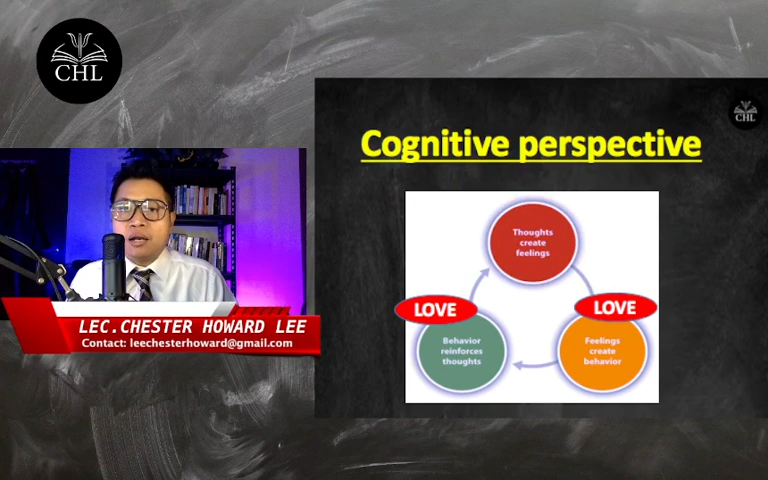 CHL
CHL
Cognitive perspective
Thoughts
create
feelings
LOVE
LOVE
Behavior
reinforces
thoughts
Feelings
create
behavior
LEC.CHESTER HOWARD LEE
Contact: leechesterhoward@gmail.com